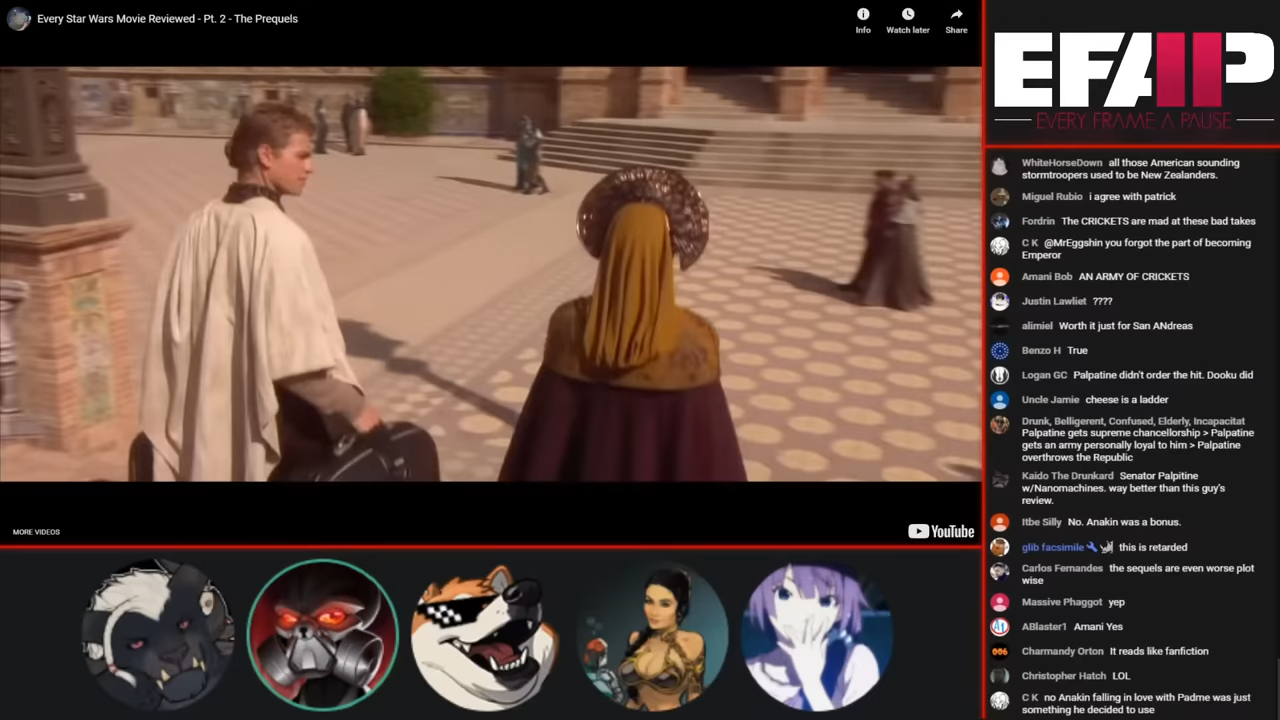 Every Star Wars Movie Reviewed - Pt. 2 - The Prequels
Info
Watch later
Share
MORE VIDEOS
YouTube
EFAP
EVERY FRAME A PAUSE
WhiteHorseDown all those American sounding
stormtroopers used to be New Zealanders.
Miguel Rubio i agree with patrick
Fordrin The CRICKETS are mad at these bad takes
C K @MrEggshin you forgot the part of becoming
Emperor
Amani Bob AN ARMY OF CRICKETS
Justin Lawliet ????
alimiel Worth it just for San ANdreas
Benzo H True
Logan GC Palpatine didn't order the hit. Dooku did
Uncle Jamie cheese is a ladder
Drunk, Belligerent, Confused, Elderly, Incapacitat
Palpatine gets supreme chancellorship > Palpatine
gets an army personally loyal to him > Palpatine
overthrows the Republic
Kaido The Drunkard Senator Palpitine
w/Nanomachines. way better than this guy's
review.
Itbe Silly No. Anakin was a bonus.
glib facsimile this is retarded
Carlos Fernandes the sequels are even worse plot
wise
Massive Phaggot yep
ABlaster1 Amani Yes
Charmandy Orton It reads like fanfiction
Christopher Hatch LOL
C K no Anakin falling in love with Padme was just
something he decided to use